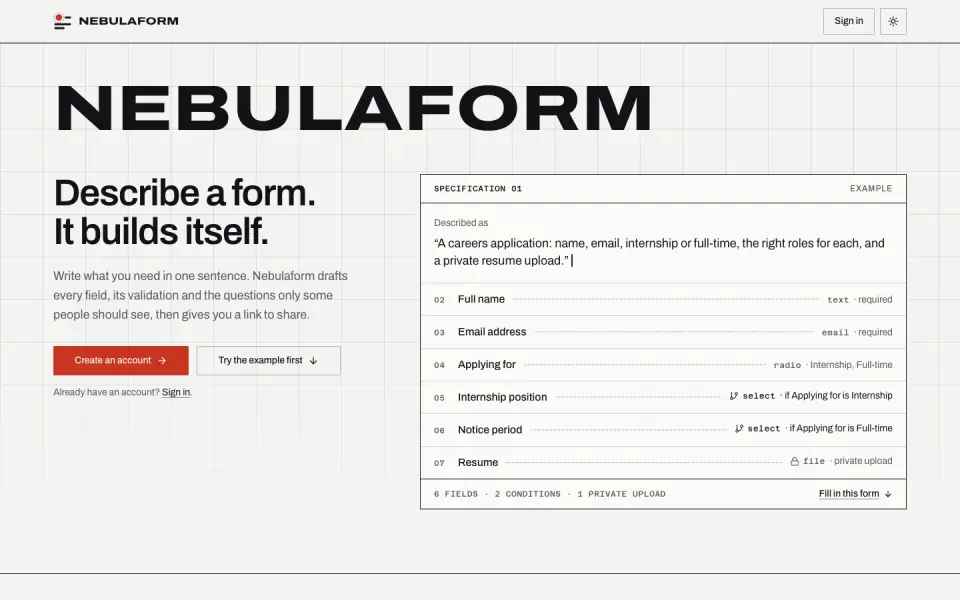 NEBULAFORM
Sign in
NEBULAFORM
Describe a form.
It builds itself.
Write what you need in one sentence. Nebulaform drafts
every field, its validation and the questions only some
people should see, then gives you a link to share.
Create an account →
Try the example first ↓
Already have an account? Sign in.
SPECIFICATION 01 EXAMPLE
Described as
“A careers application: name, email, internship or full-time, the right roles for each, and
a private resume upload.”
02 Full name text · required
03 Email address email · required
04 Applying for radio · Internship, Full-time
05 Internship position select · if Applying for is Internship
06 Notice period select · if Applying for is Full-time
07 Resume file · private upload
6 FIELDS · 2 CONDITIONS · 1 PRIVATE UPLOAD Fill in this form ↓